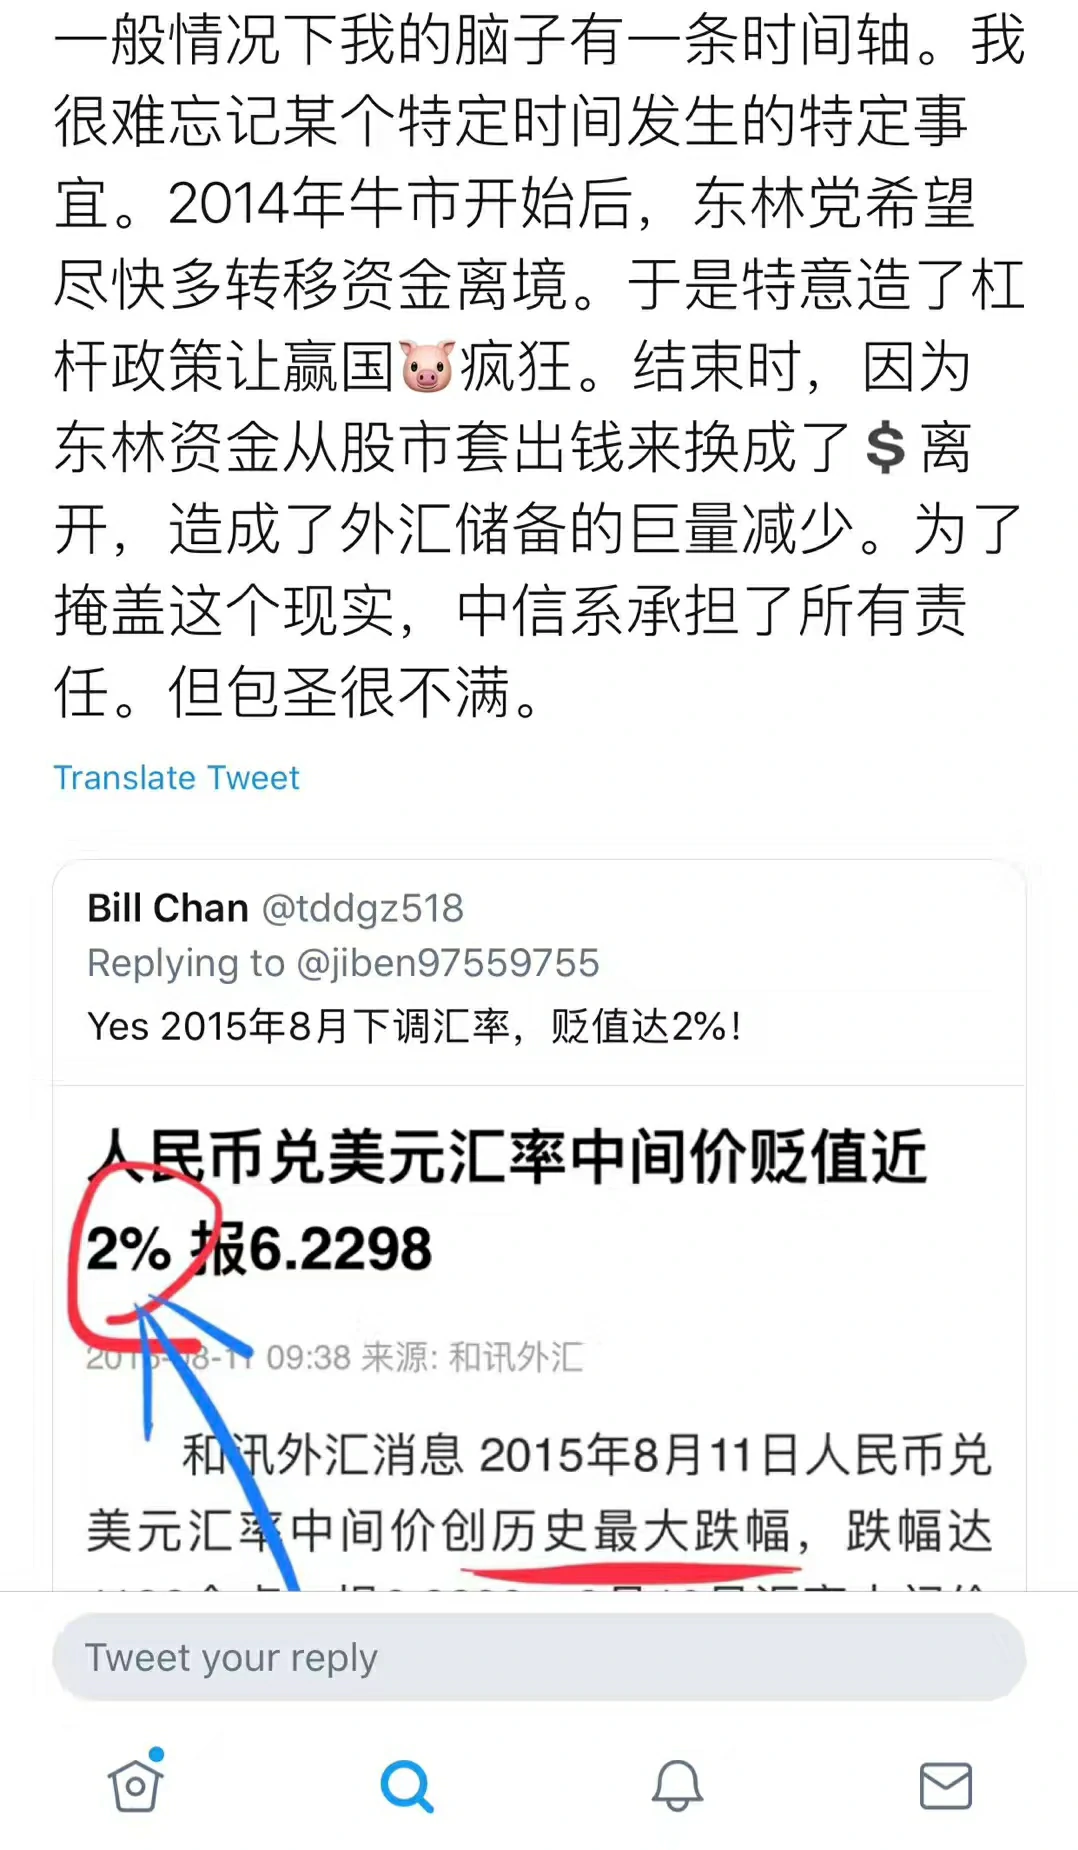 一般情况下我的脑子有一条时间轴。我
很难忘记某个特定时间发生的特定事
宜。2014年牛市开始后，东林党希望
尽快多转移资金离境。于是特意造了杠
杆政策让赢国🐷疯狂。结束时，因为
东林资金从股市套出钱来换成了💲离
开，造成了外汇储备的巨量减少。为了
掩盖这个现实，中信系承担了所有责
任。但包圣很不满。
Translate Tweet
Bill Chan @tddgz518
Replying to @jiben97559755
Yes 2015年8月下调汇率，贬值达2%！
人民币兑美元汇率中间价贬值近
2% 报6.2298
2015-08-11 09:38 来源: 和讯外汇
和讯外汇消息 2015年8月11日人民币兑
美元汇率中间价创历史最大跌幅，跌幅达
Tweet your reply